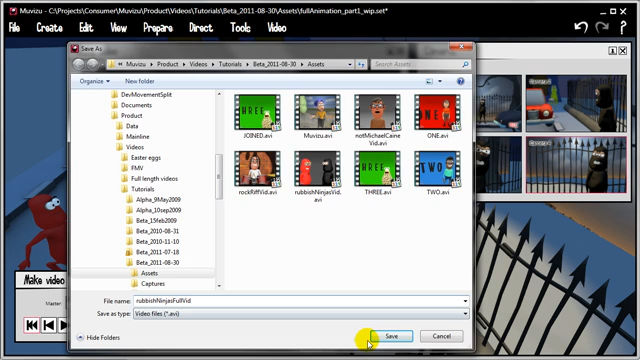 Muvizu - C:\Projects\Consumer\Muvizu\Product\Videos\Tutorials\Beta_2011-08-30\Assets\fullAnimation_part1_wip.set*
File Create Edit View Prepare Direct Tools Video
Save As
Muvizu Product Videos Tutorials Beta_2011-08-30 Assets
Search Assets
Organize New folder
DevMovementSplit
Documents
Product
Data
Mainline
Videos
Easter eggs
FMV
Full length videos
Tutorials
Alpha_9May2009
Alpha_10sep2009
Beta_15feb2009
Beta_2010-08-31
Beta_2010-11-10
Beta_2011-07-18
Beta_2011-08-30
Assets
Captures
HREE
ONE
JOINED.avi Muvizu.avi notMichaelCaine
Vid.avi ONE.avi
THREE
TWO
rockRiffVid.avi rubbishNinjasVid.
avi THREE.avi TWO.avi
Make video
Master:
File name: rubbishNinjasFullVid
Save as type: Video files (*.avi)
Hide Folders Save Cancel